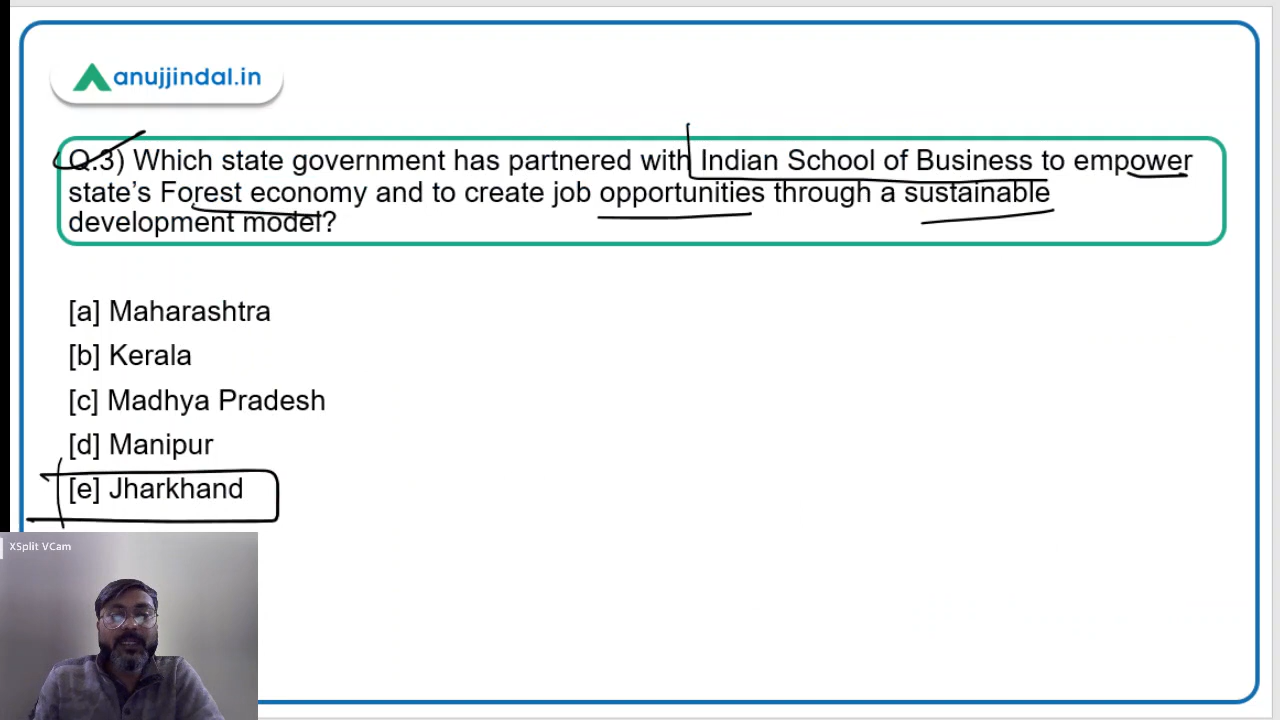 anujjindal.in
Q.3) Which state government has partnered with Indian School of Business to empower
state’s Forest economy and to create job opportunities through a sustainable
development model?
[a] Maharashtra
[b] Kerala
[c] Madhya Pradesh
[d] Manipur
[e] Jharkhand
XSplit VCam